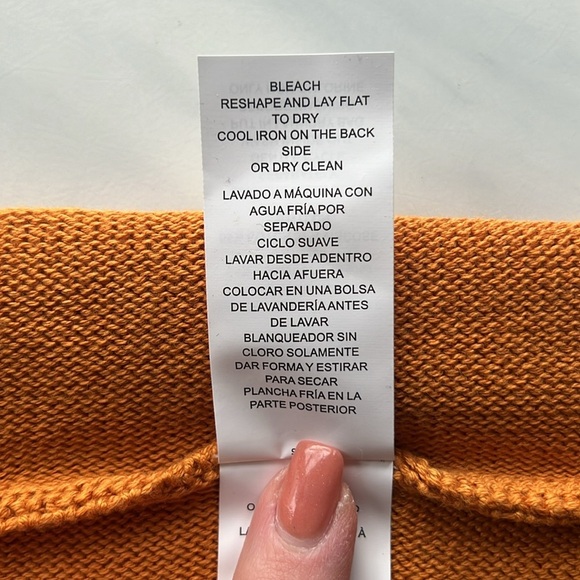 BLEACH
RESHAPE AND LAY FLAT
TO DRY
COOL IRON ON THE BACK
SIDE
OR DRY CLEAN
LAVADO A MÁQUINA CON
AGUA FRÍA POR
SEPARADO
CICLO SUAVE
LAVAR DESDE ADENTRO
HACIA AFUERA
COLOCAR EN UNA BOLSA
DE LAVANDERÍA ANTES
DE LAVAR
BLANQUEADOR SIN
CLORO SOLAMENTE
DAR FORMA Y ESTIRAR
PARA SECAR
PLANCHA FRÍA EN LA
PARTE POSTERIOR